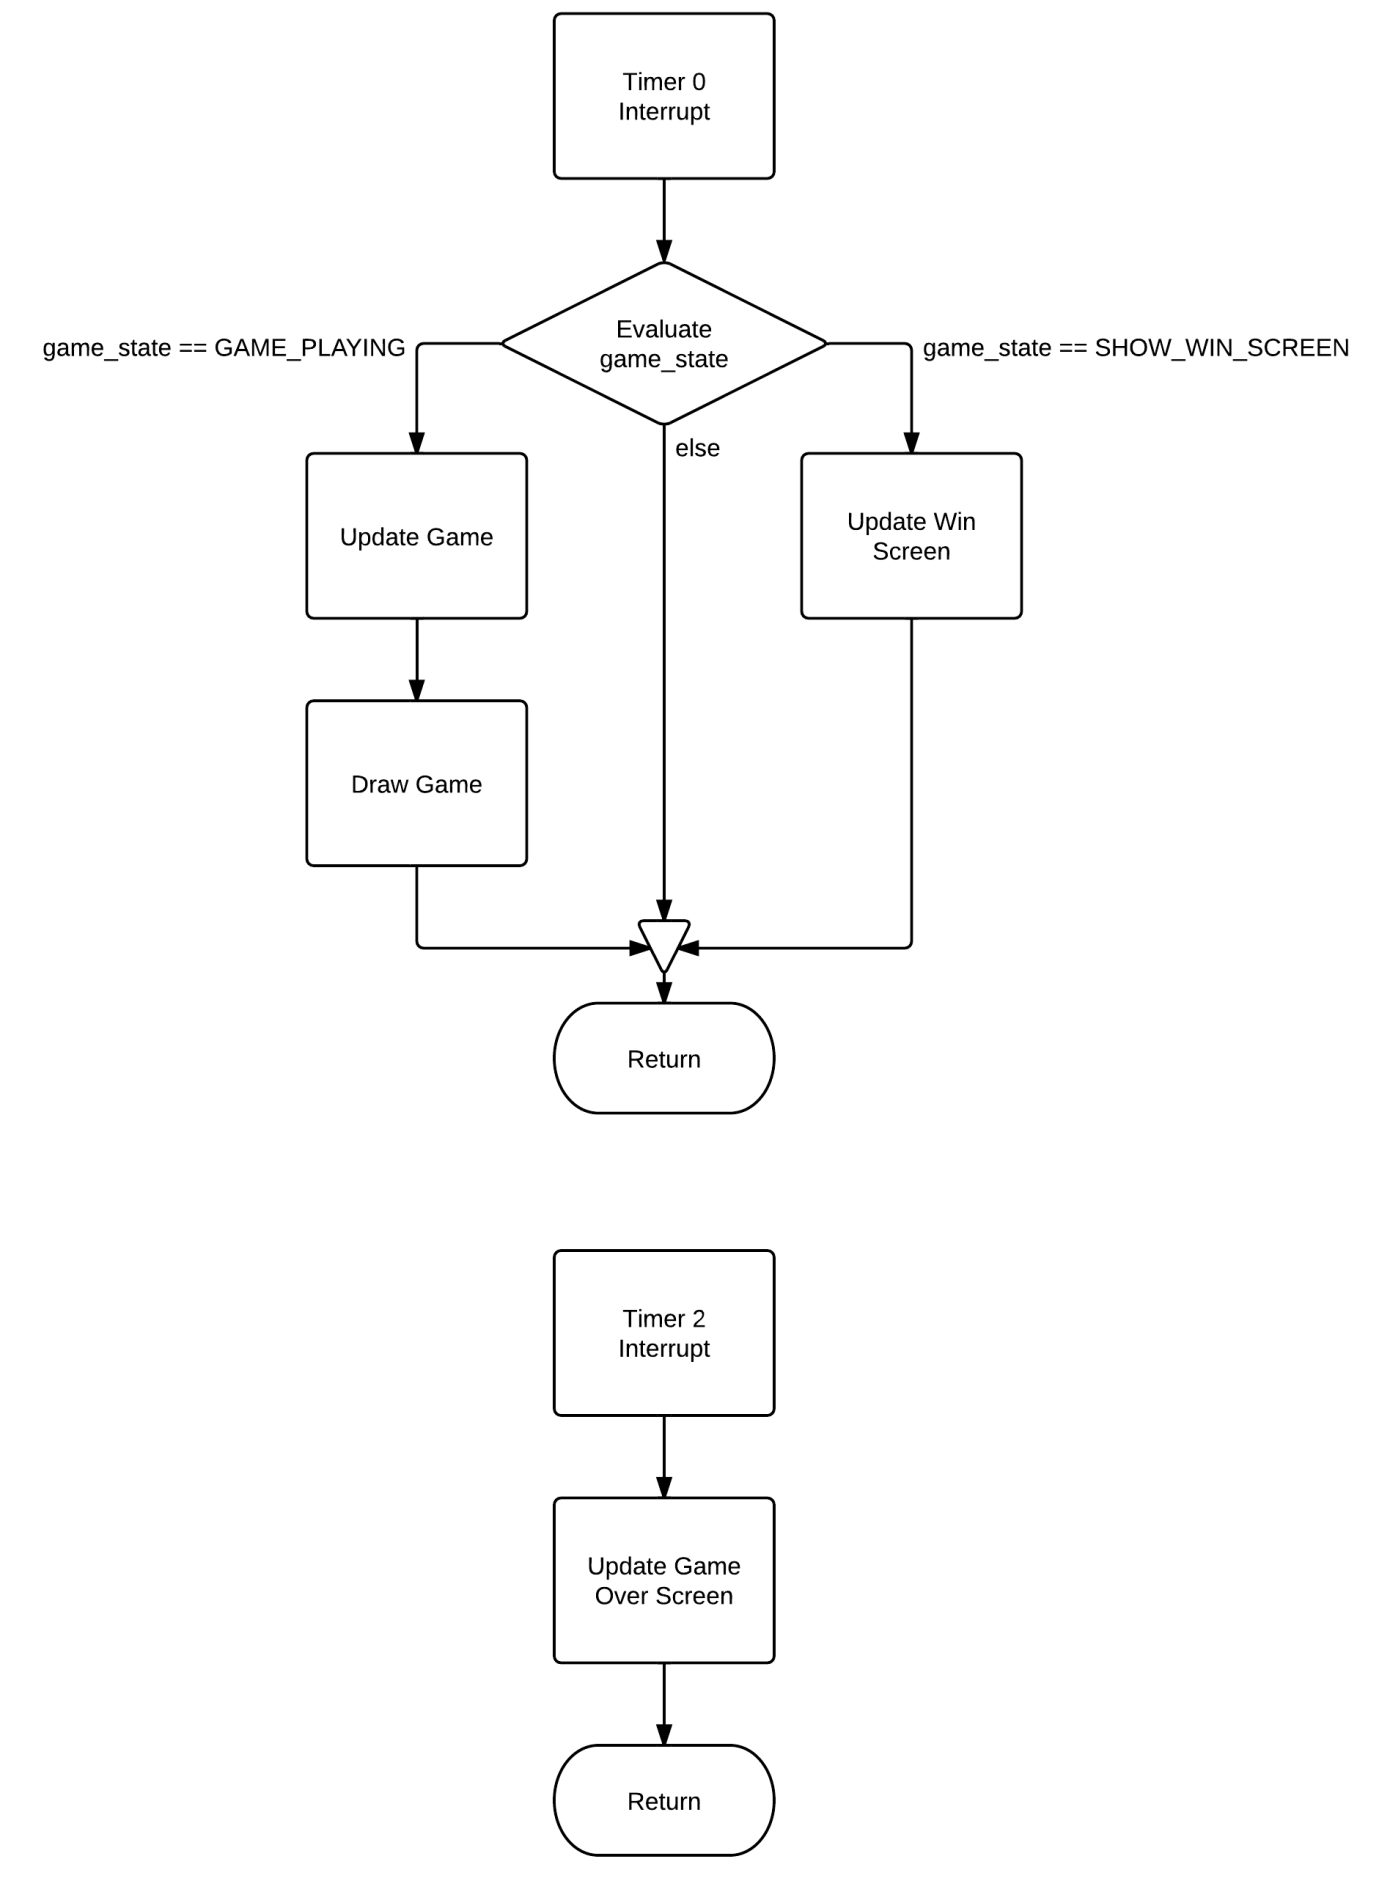 Timer 0
Interrupt
Evaluate
game_state
game_state == GAME_PLAYING
game_state == SHOW_WIN_SCREEN
else
Update Game
Update Win
Screen
Draw Game
Return
Timer 2
Interrupt
Update Game
Over Screen
Return